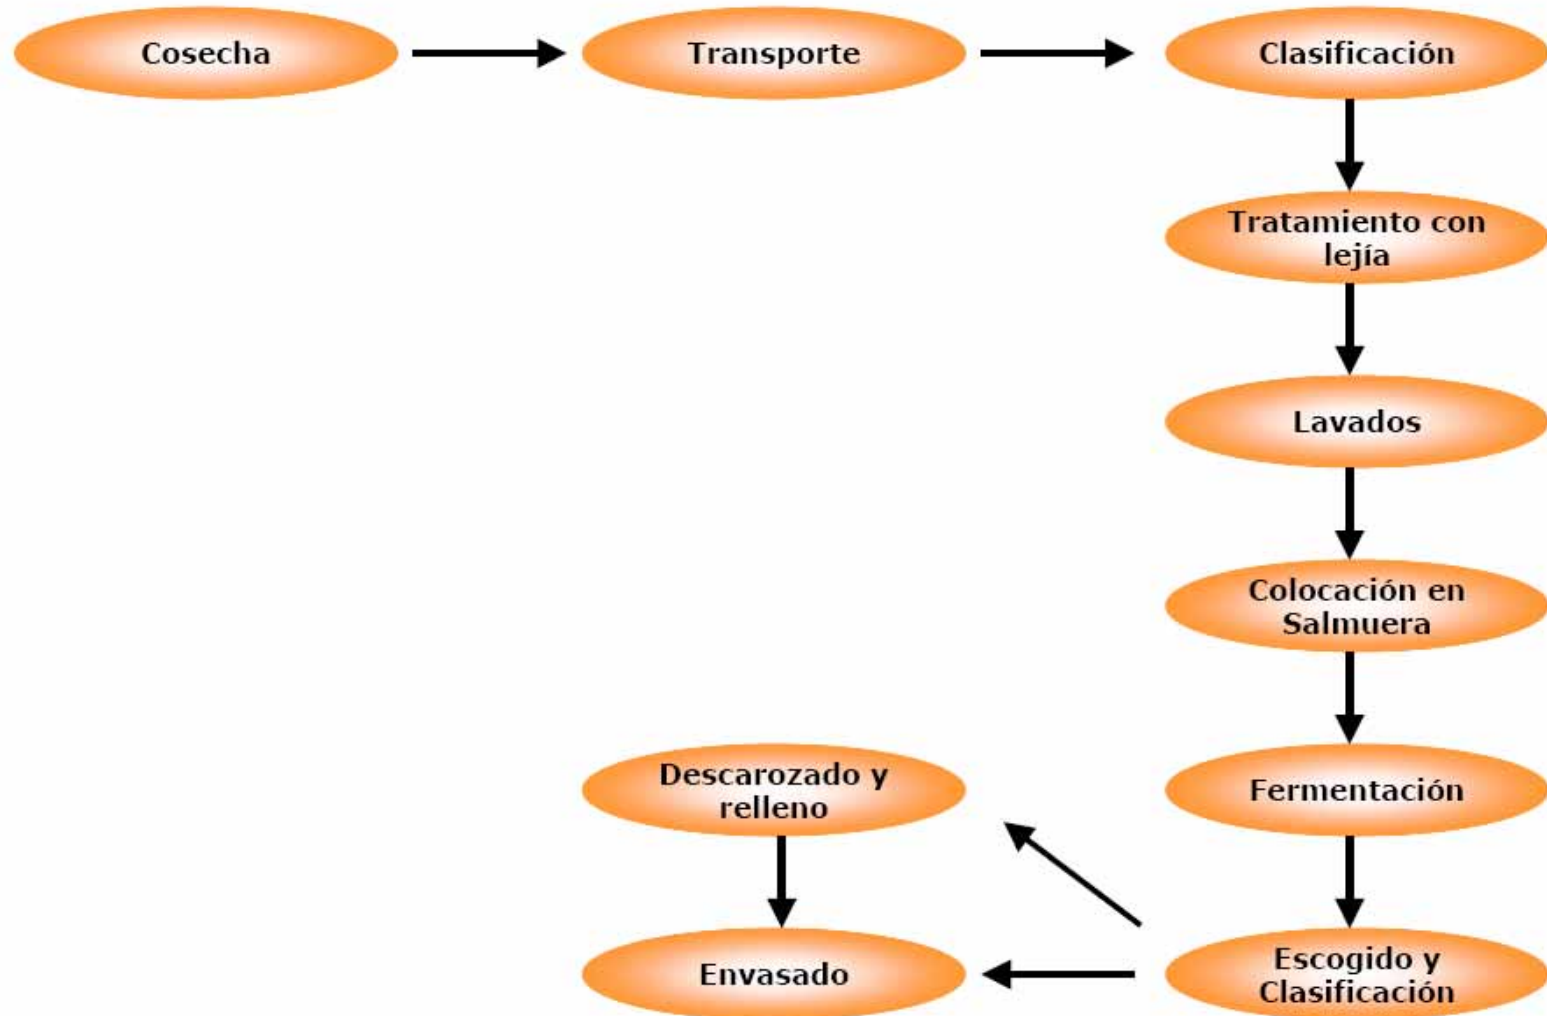 Cosecha
Transporte
Clasificación
Tratamiento con
lejía
Lavados
Colocación en
Salmuera
Fermentación
Escogido y
Clasificación
Descarozado y
relleno
Envasado